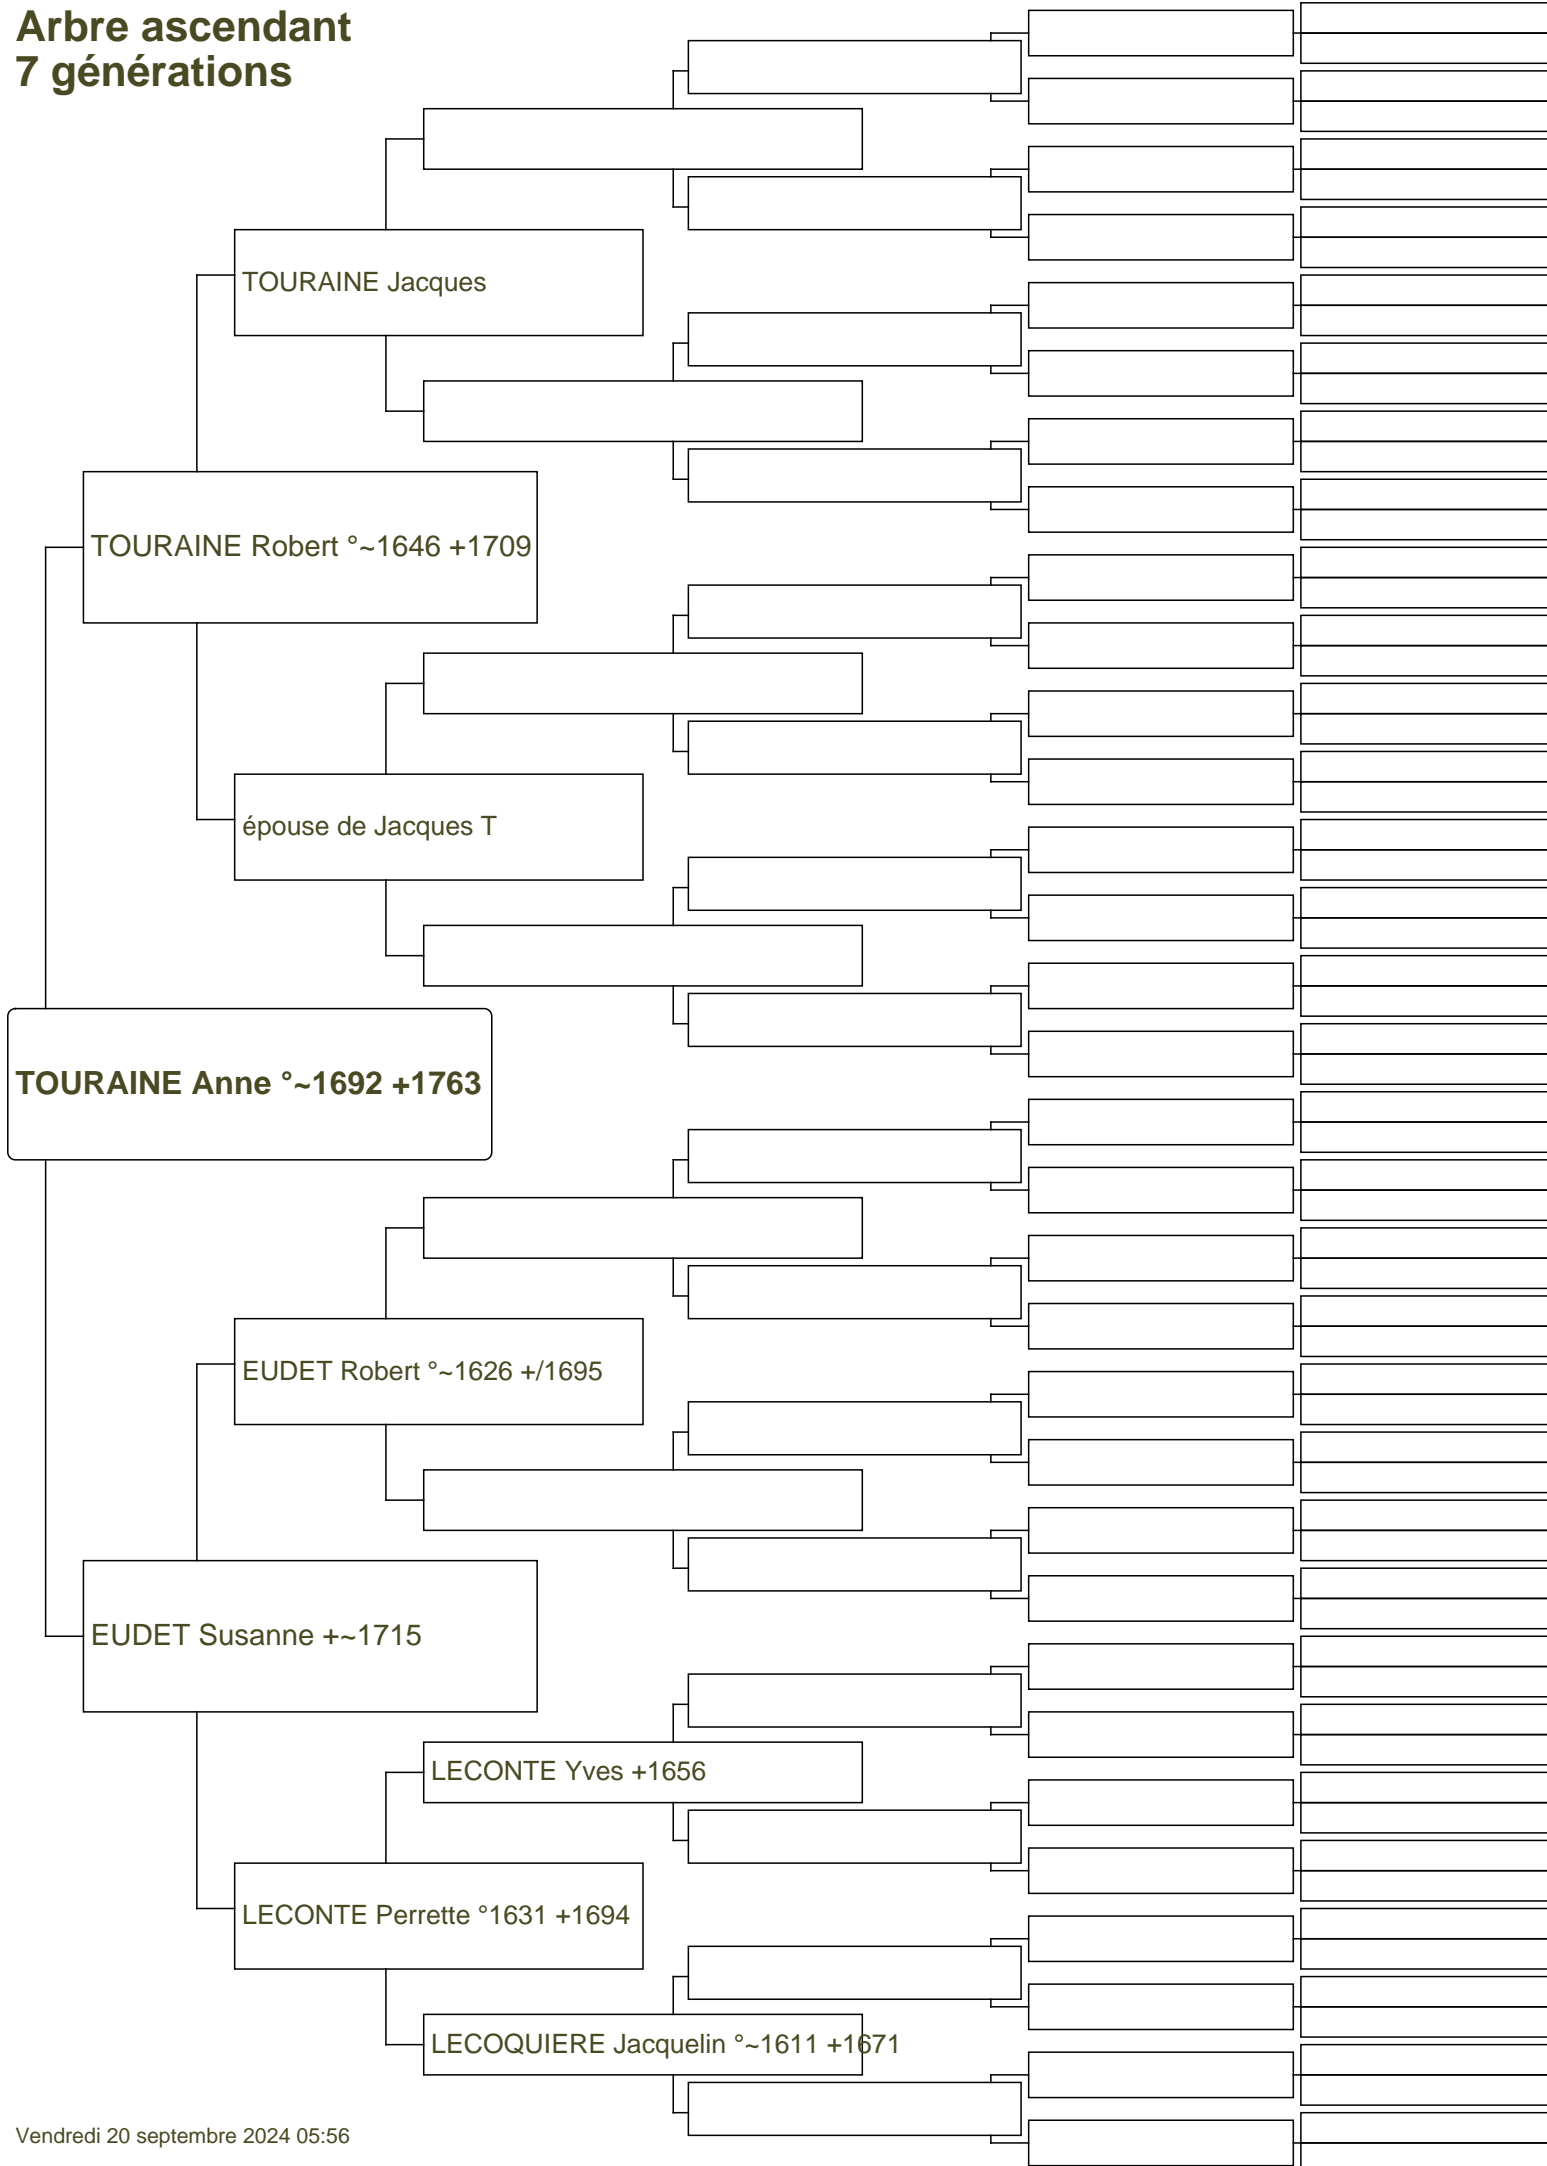 Arbre ascendant
7 générations
TOURAINE Jacques
TOURAINE Robert °~1646 +1709
épouse de Jacques T
TOURAINE Anne °~1692 +1763
EUDET Robert °~1626 +/1695
EUDET Susanne +~1715
LECONTE Yves +1656
LECONTE Perrette °1631 +1694
LECOQUIERE Jacquelin °~1611 +1671
Vendredi 20 septembre 2024 05:56